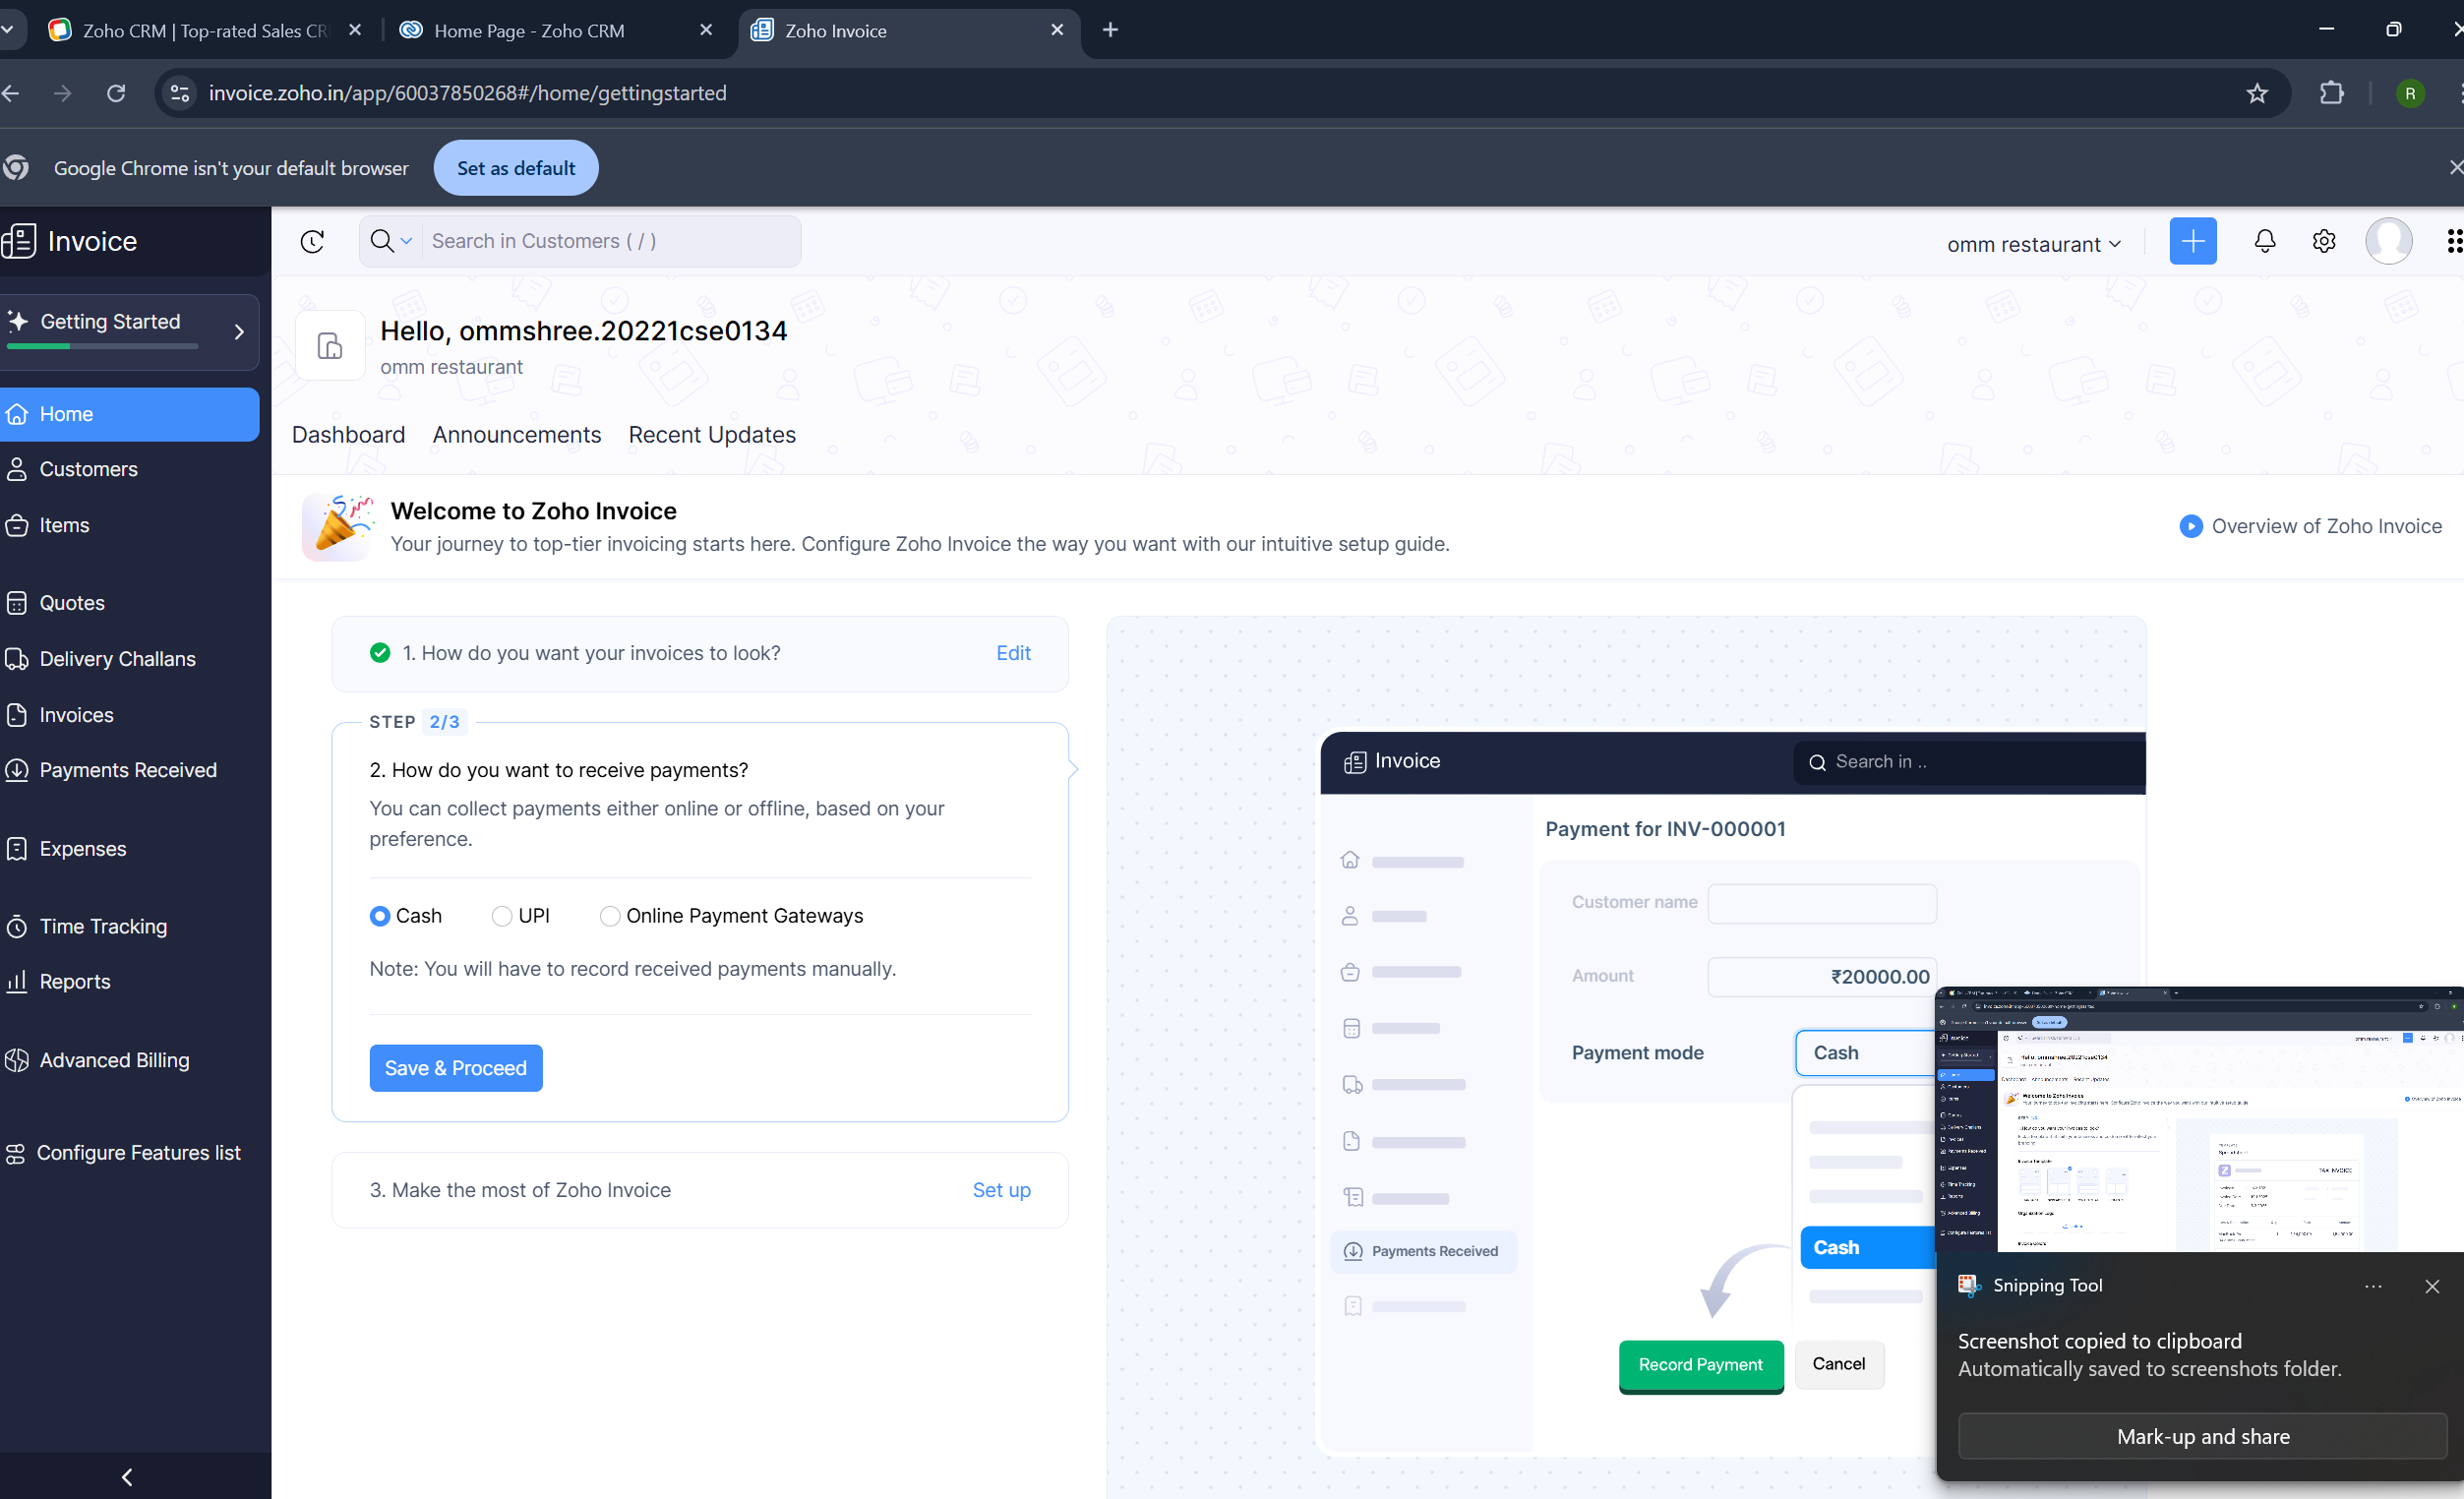 Zoho CRM | Top-rated Sales CR
Home Page - Zoho CRM
Zoho Invoice
invoice.zoho.in/app/60037850268#/home/gettingstarted
R
Google Chrome isn't your default browser
Set as default
Invoice
Search in Customers ( / )
omm restaurant
Getting Started
Hello, ommshree.20221cse0134
omm restaurant
Home
Dashboard Announcements Recent Updates
Customers
Items
Quotes
Delivery Challans
Invoices
Payments Received
Expenses
Time Tracking
Reports
Advanced Billing
Configure Features list
Welcome to Zoho Invoice
Your journey to top-tier invoicing starts here. Configure Zoho Invoice the way you want with our intuitive setup guide.
Overview of Zoho Invoice
1. How do you want your invoices to look?
Edit
STEP 2/3
2. How do you want to receive payments?
You can collect payments either online or offline, based on your
preference.
Cash UPI Online Payment Gateways
Note: You will have to record received payments manually.
Save & Proceed
3. Make the most of Zoho Invoice
Set up
Invoice
Search in ..
Payment for INV-000001
Customer name
Amount
₹20000.00
Payment mode
Cash
Cash
Payments Received
Record Payment
Cancel
Snipping Tool
Screenshot copied to clipboard
Automatically saved to screenshots folder.
Mark-up and share